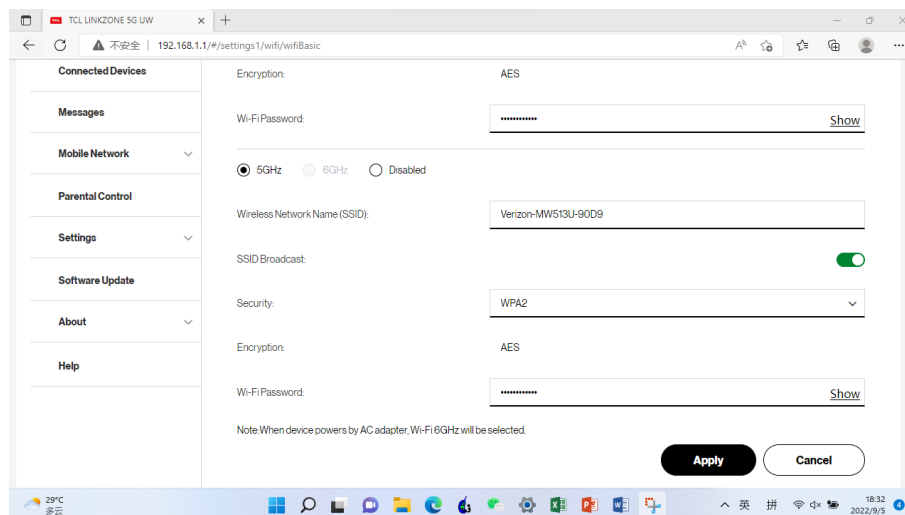 TCL LINKZONE 5G UW
不安全 192.168.1.1/#/settings1/wifi/wifiBasic
Connected Devices
Messages
Mobile Network
Parental Control
Settings
Software Update
About
Help
Encryption: AES
Wi-Fi Password: •••••••••••• Show
5GHz 6GHz Disabled
Wireless Network Name (SSID): Verizon-MW513U-90D9
SSID Broadcast:
Security: WPA2
Encryption: AES
Wi-Fi Password: •••••••••••• Show
Note:When device powers by AC adapter, Wi-Fi 6GHz will be selected.
Apply Cancel
29°C
多云
英 拼
18:32
2022/9/5
4